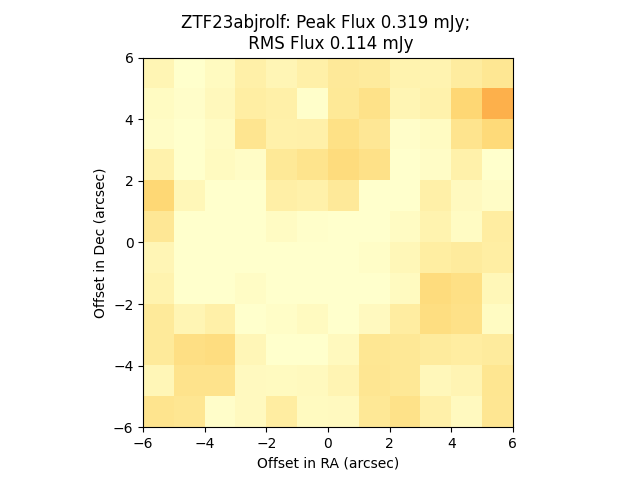 ZTF23abjrolf: Peak Flux 0.319 mJy;
RMS Flux 0.114 mJy
6
4
2
0
−2
−4
−6
Offset in Dec (arcsec)
−6 −4 −2 0 2 4 6
Offset in RA (arcsec)